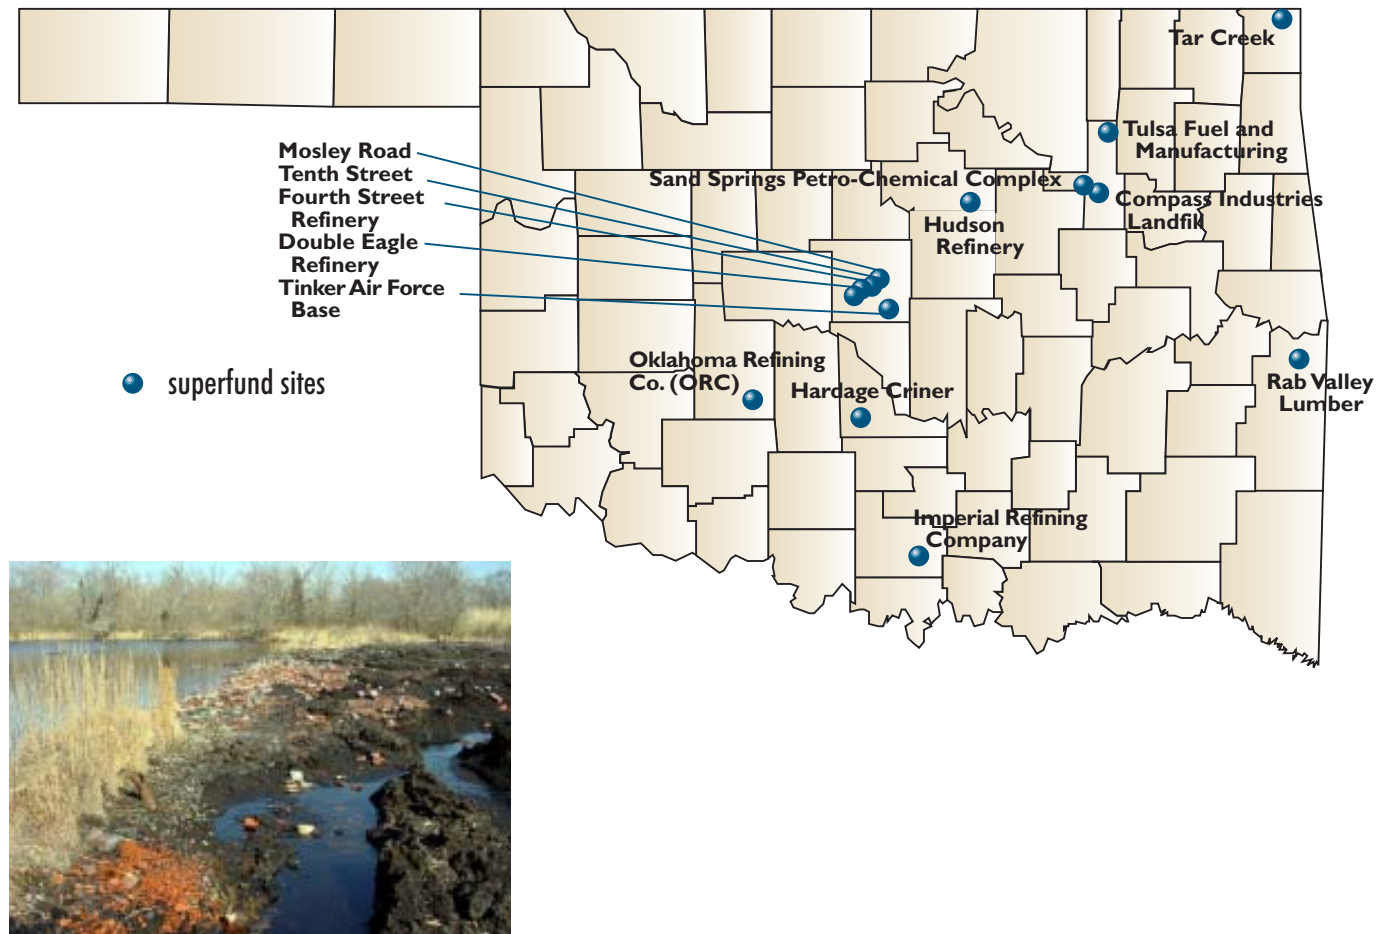 Tar Creek
Tulsa Fuel and
Manufacturing
Mosley Road
Tenth Street
Fourth Street
Refinery
Double Eagle
Refinery
Tinker Air Force
Base
Sand Springs Petro-Chemical Complex
Compass Industries
Landfill
Hudson
Refinery
superfund sites
Oklahoma Refining
Co. (ORC)
Hardage Criner
Rab Valley
Lumber
Imperial Refining
Company